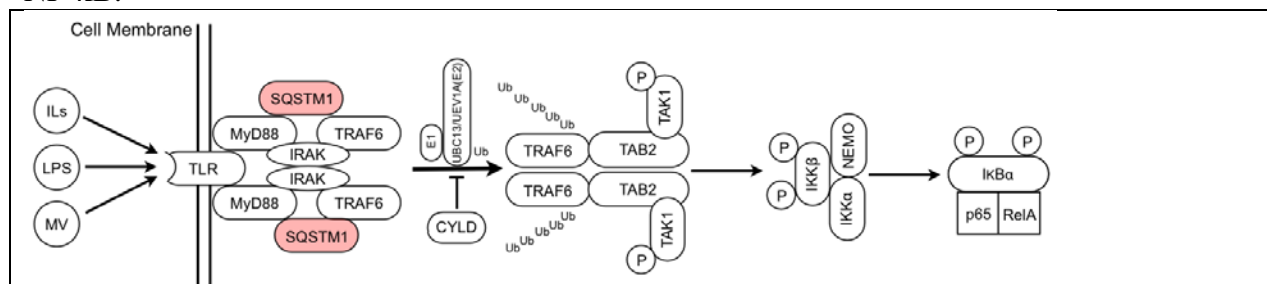 Cell Membrane
ILs
LPS
MV
TLR
SQSTM1
MyD88
TRAF6
IRAK
IRAK
MyD88
TRAF6
SQSTM1
E1
UBC13/UEV1A(E2)
Ub
CYLD
Ub
Ub
Ub
Ub
Ub
P
TAK1
TRAF6
TAB2
TRAF6
TAB2
Ub
Ub
Ub
Ub
Ub
TAK1
P
P
P
IKKβ
NEMO
IKKα
P
P
IκBα
p65
RelA